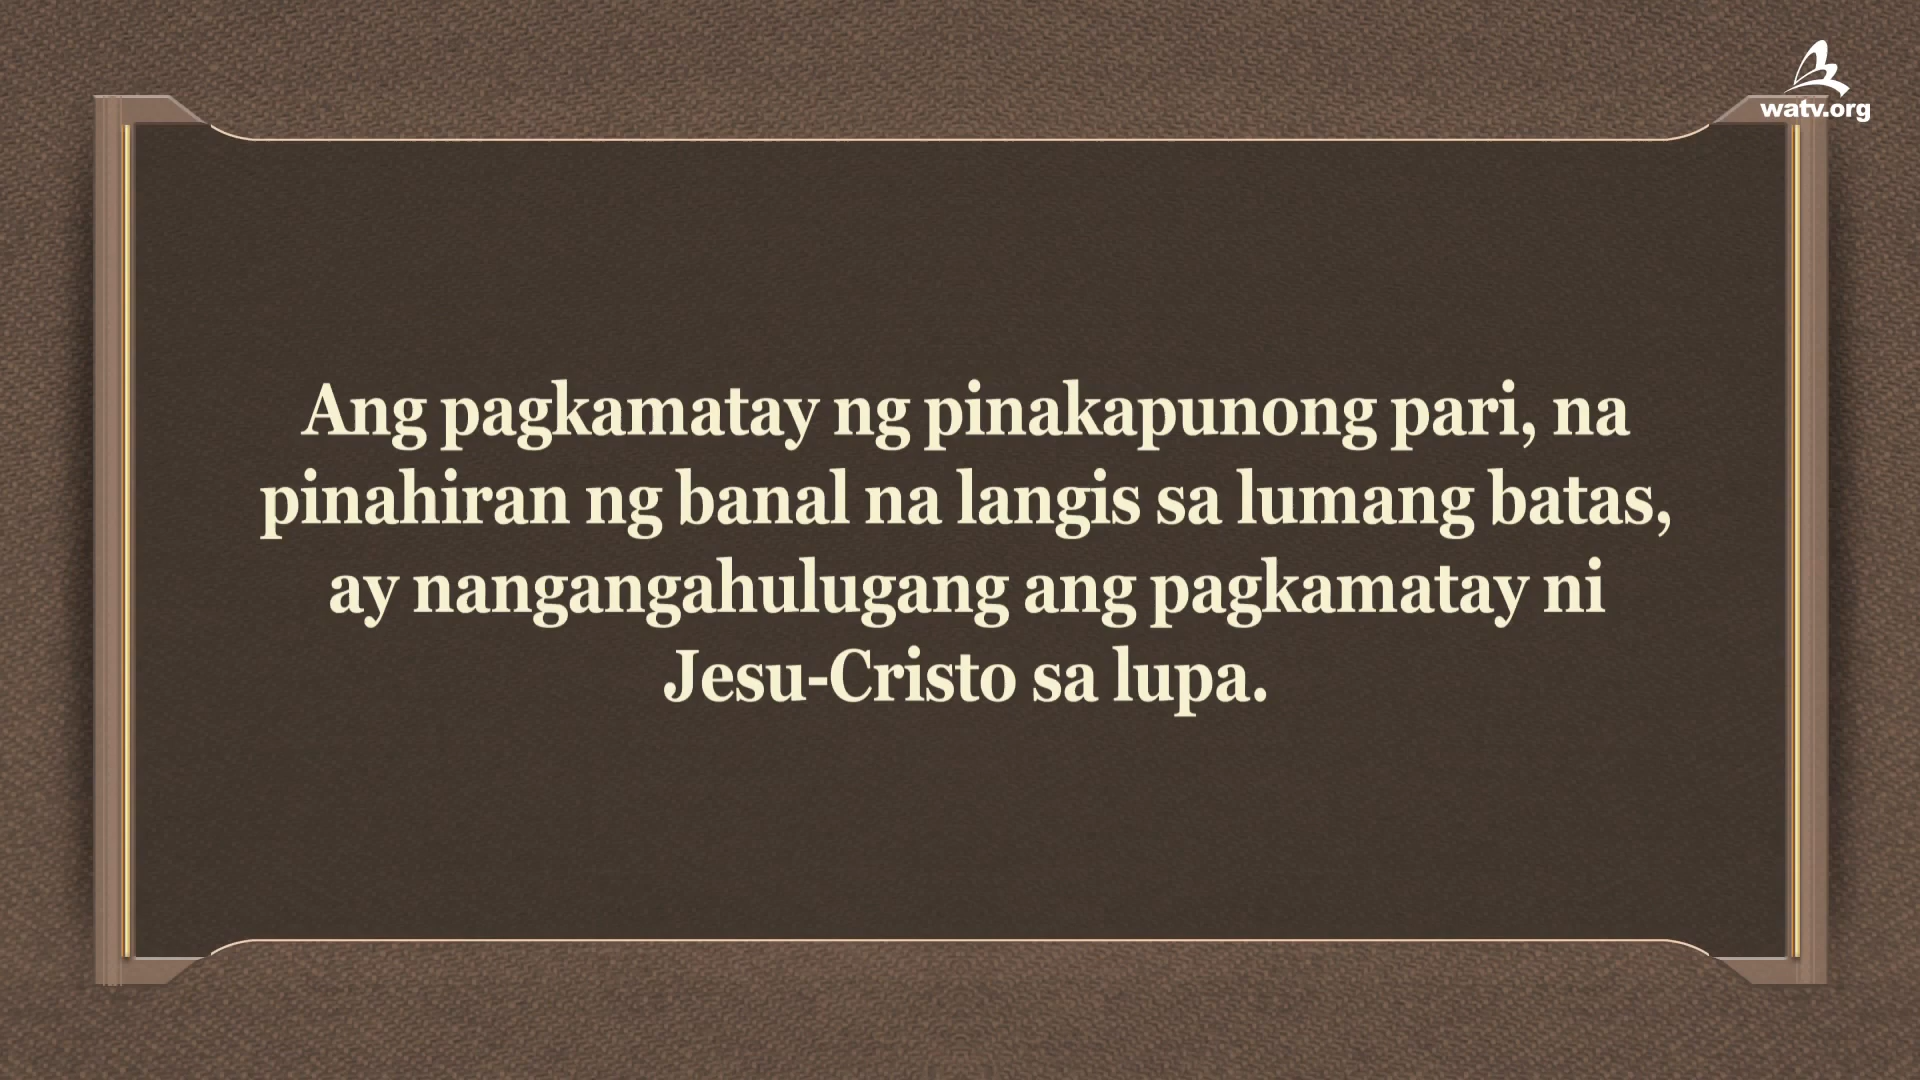 watv.org
Ang pagkamatay ng pinakapunong pari, na
pinahiran ng banal na langis sa lumang batas,
ay nangangahulugang ang pagkamatay ni
Jesu-Cristo sa lupa.